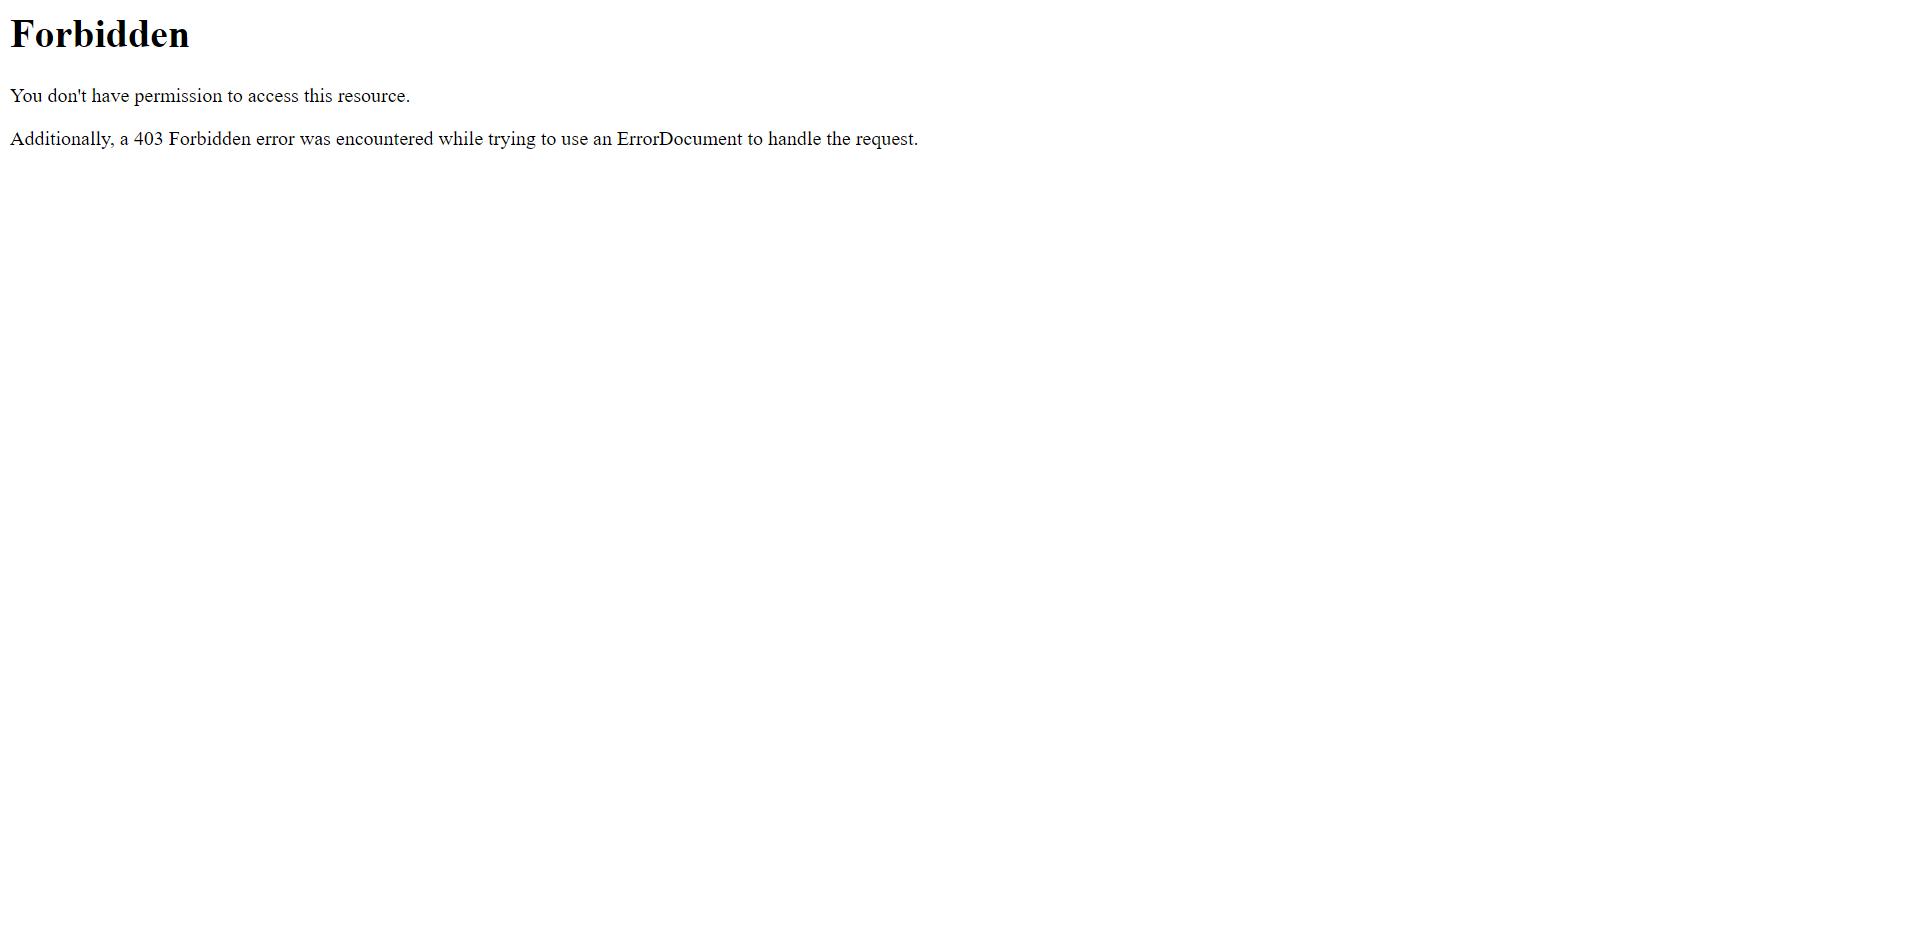 Forbidden
You don't have permission to access this resource.
Additionally, a 403 Forbidden error was encountered while trying to use an ErrorDocument to handle the request.